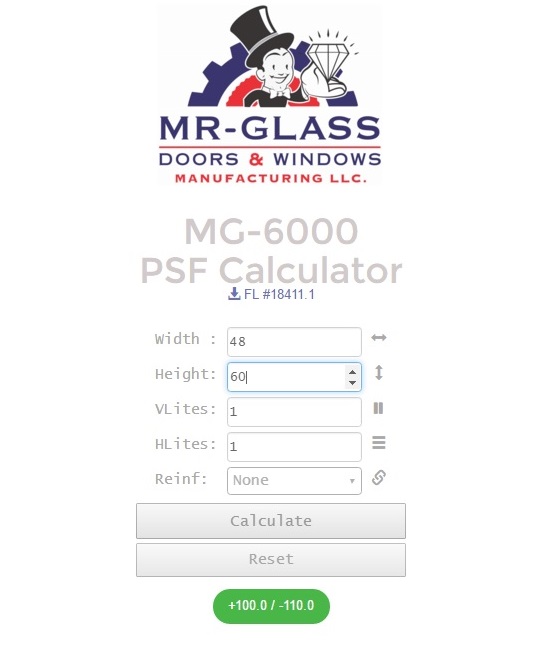 MR-GLASS
DOORS & WINDOWS
MANUFACTURING LLC.
MG-6000
PSF Calculator
FL #18411.1
Width : 48
Height: 60
VLites: 1
HLites: 1
Reinf: None
Calculate
Reset
+100.0 / -110.0